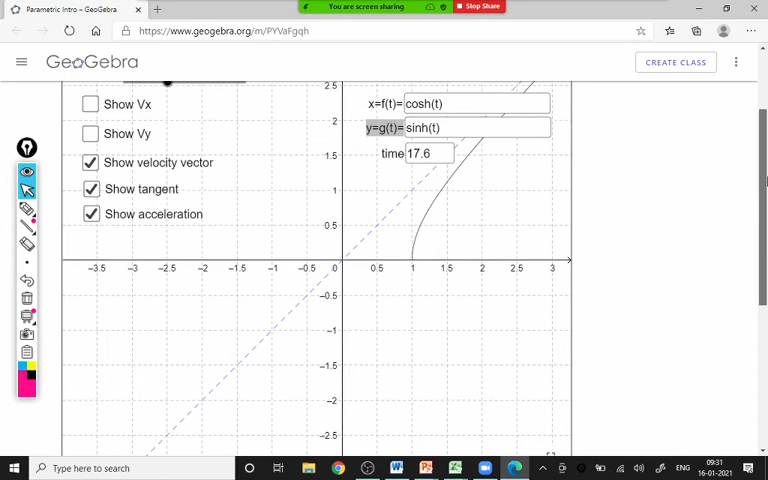 Parametric Intro – GeoGebra
You are screen sharing
Stop Share
https://www.geogebra.org/m/PYVaFgqh
GeoGebra
CREATE CLASS
Show Vx
Show Vy
Show velocity vector
Show tangent
Show acceleration
x=f(t)= cosh(t)
y=g(t)= sinh(t)
time 17.6
2.5
2
1.5
1
0.5
–3.5 –3 –2.5 –2 –1.5 –1 –0.5 0 0.5 1 1.5 2 2.5 3
–0.5
–1
–1.5
–2
–2.5
Type here to search
ENG
09:31
16-01-2021